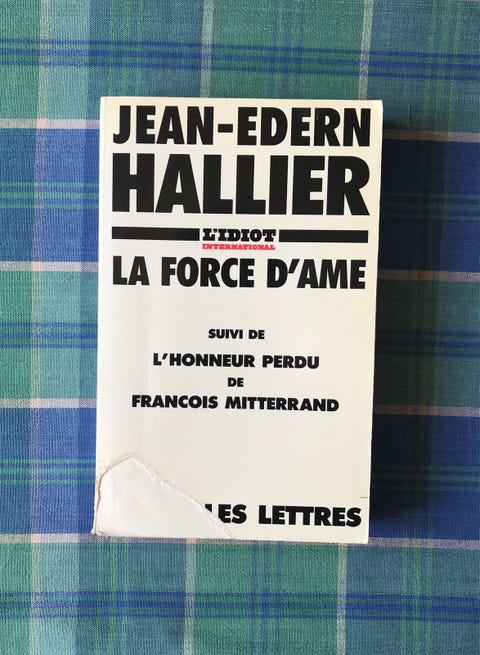 JEAN-EDERN
HALLIER
L'IDIOT
INTERNATIONAL
LA FORCE D'AME
SUIVI DE
L'HONNEUR PERDU
DE
FRANCOIS MITTERRAND
LES LETTRES